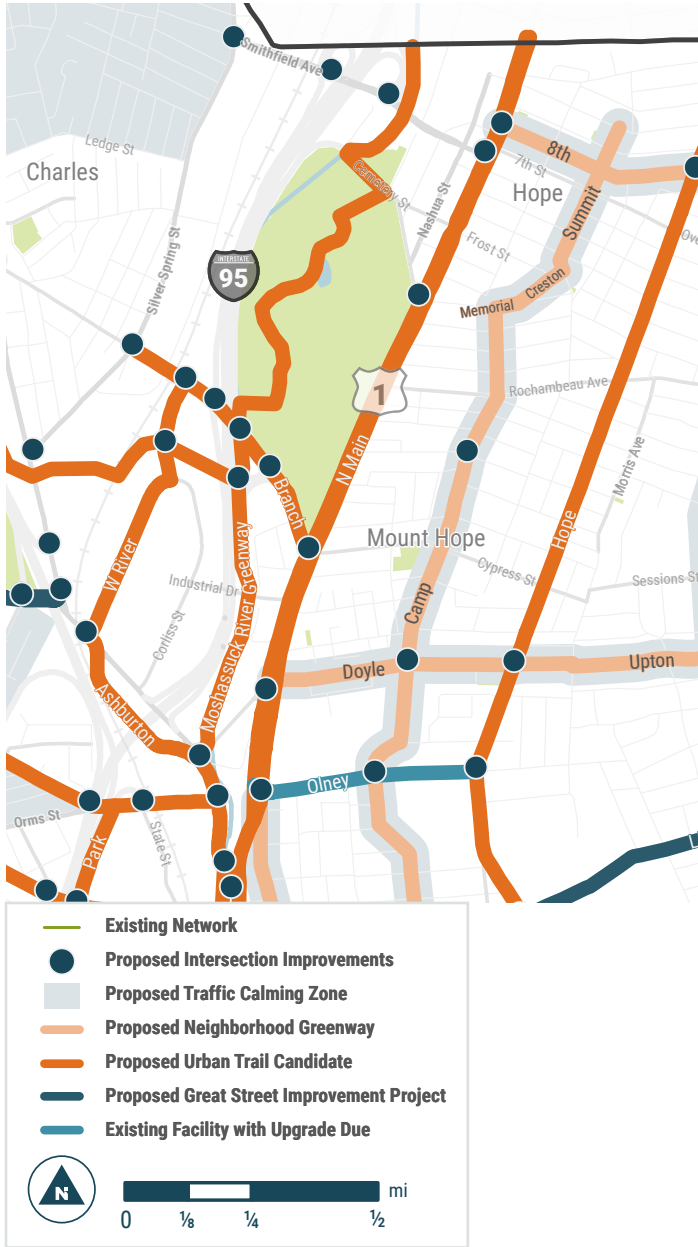 Smithfield Ave
Ledge St
Charles
Cemetery St
Nashua St
7th St
8th
Hope
Summit
Frost St
Silver Spring St
INTERSTATE
95
Creston
Memorial
1
Rochambeau Ave
N Main
Morris Ave
Branch
Mount Hope
Hope
Cypress St
Sessions St
W River
Industrial Dr
Moshassuck River Greenway
Corliss St
Camp
Doyle
Upton
Ashburton
Olney
Orms St
State St
Park
L
Existing Network
Proposed Intersection Improvements
Proposed Traffic Calming Zone
Proposed Neighborhood Greenway
Proposed Urban Trail Candidate
Proposed Great Street Improvement Project
Existing Facility with Upgrade Due
N
mi
0 ⅛ ¼ ½